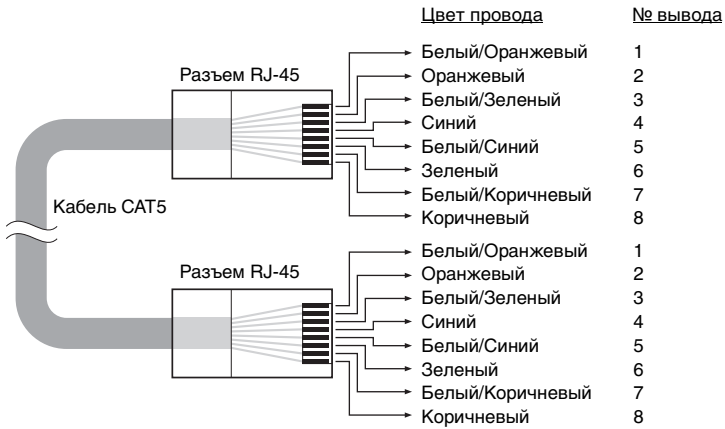 Цвет провода № вывода
Разъем RJ-45
Белый/Оранжевый 1
Оранжевый 2
Белый/Зеленый 3
Синий 4
Белый/Синий 5
Зеленый 6
Белый/Коричневый 7
Коричневый 8
Кабель CAT5
Разъем RJ-45
Белый/Оранжевый 1
Оранжевый 2
Белый/Зеленый 3
Синий 4
Белый/Синий 5
Зеленый 6
Белый/Коричневый 7
Коричневый 8